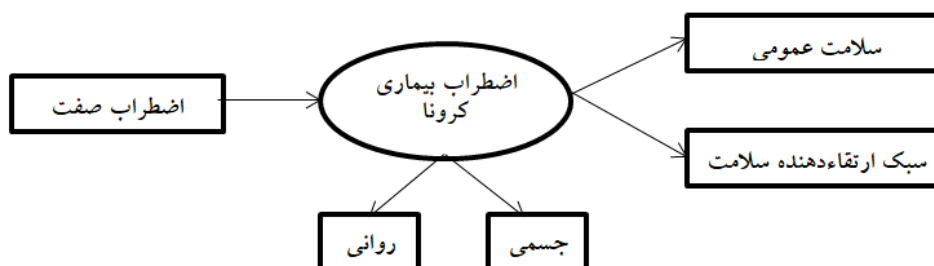 سلامت عمومی
اضطراب بیماری
کرونا
اضطراب صفت
سبک ارتقاءدهنده سلامت
جسمی
روانی